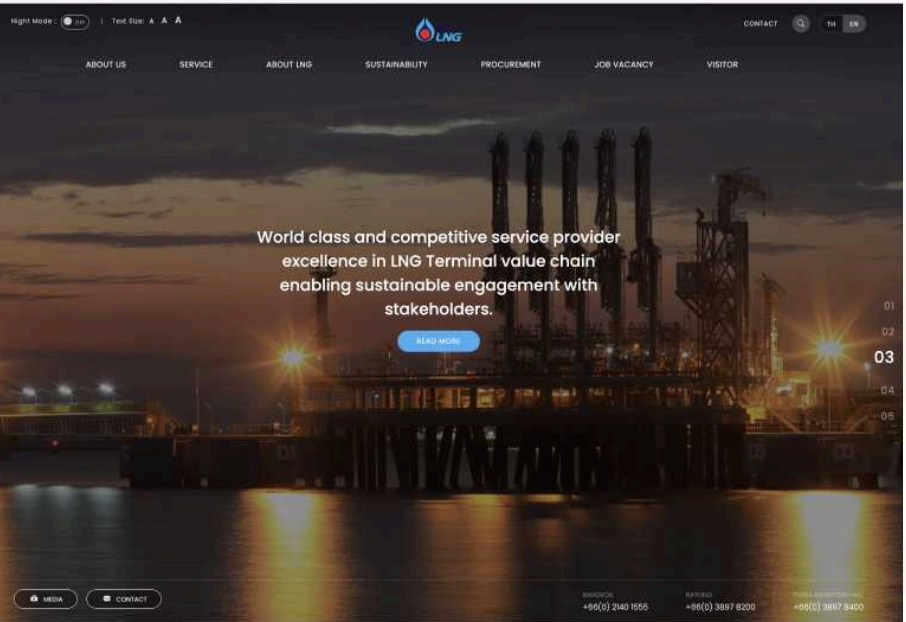 Night Mode : OFF | Text Size: A A A
LNG
CONTACT
TH EN
ABOUT US SERVICE ABOUT LNG SUSTAINABILITY PROCUREMENT JOB VACANCY VISITOR
World class and competitive service provider
excellence in LNG Terminal value chain
enabling sustainable engagement with
stakeholders.
READ MORE
01
02
03
04
05
MEDIA CONTACT
BANGKOK RAYONG
+66(0) 2140 1555 +66(0) 3897 8200 +66(0) 3897 8400